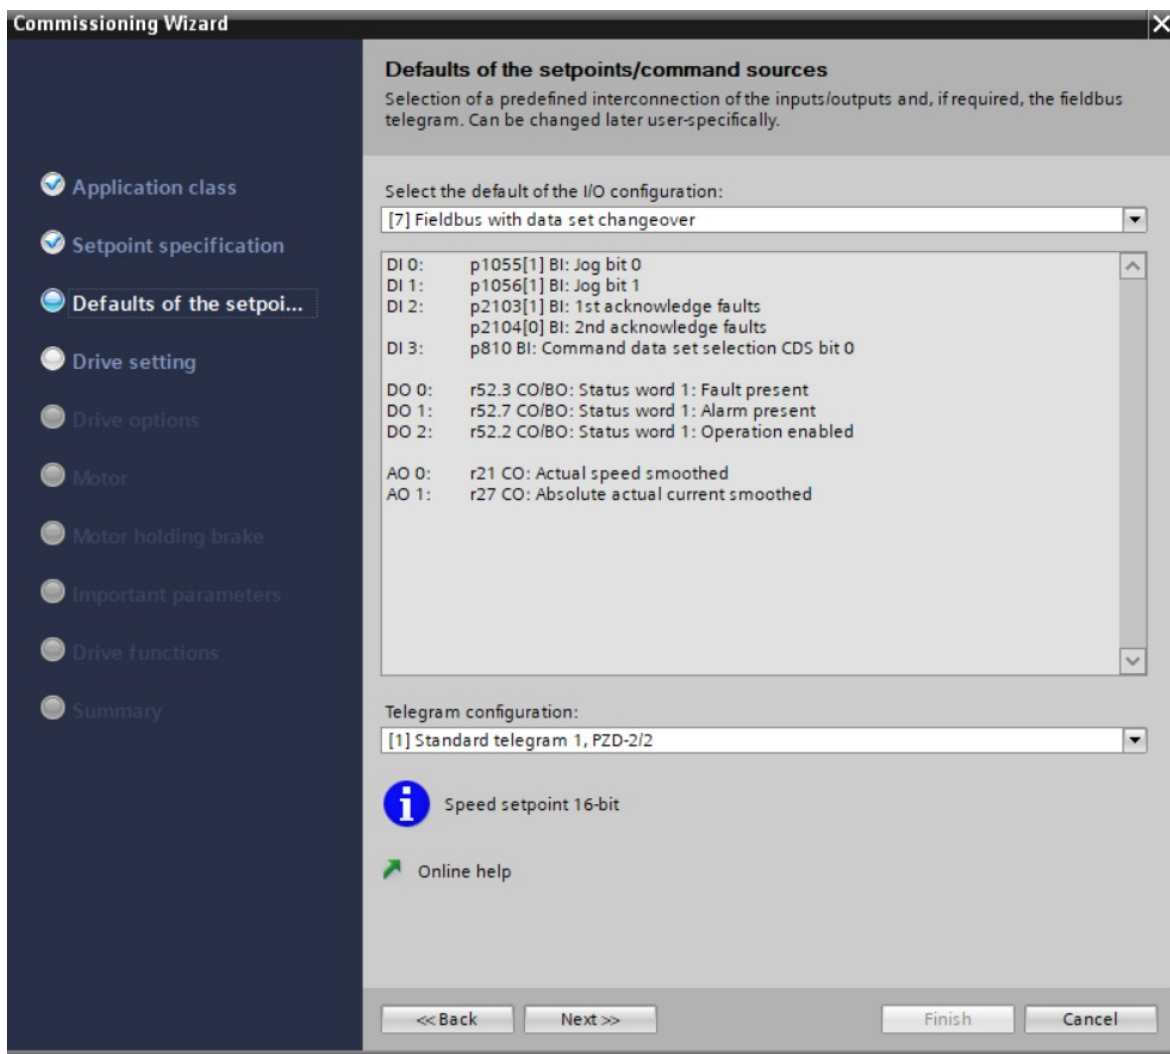 Commissioning Wizard
Defaults of the setpoints/command sources
Selection of a predefined interconnection of the inputs/outputs and, if required, the fieldbus
telegram. Can be changed later user-specifically.
Application class
Setpoint specification
Defaults of the setpoi...
Drive setting
Drive options
Motor
Motor holding brake
Important parameters
Drive functions
Summary
Select the default of the I/O configuration:
[7] Fieldbus with data set changeover
DI 0: p1055[1] BI: Jog bit 0
DI 1: p1056[1] BI: Jog bit 1
DI 2: p2103[1] BI: 1st acknowledge faults
p2104[0] BI: 2nd acknowledge faults
DI 3: p810 BI: Command data set selection CDS bit 0
DO 0: r52.3 CO/BO: Status word 1: Fault present
DO 1: r52.7 CO/BO: Status word 1: Alarm present
DO 2: r52.2 CO/BO: Status word 1: Operation enabled
AO 0: r21 CO: Actual speed smoothed
AO 1: r27 CO: Absolute actual current smoothed
Telegram configuration:
[1] Standard telegram 1, PZD-2/2
Speed setpoint 16-bit
Online help
<< Back
Next >>
Finish
Cancel